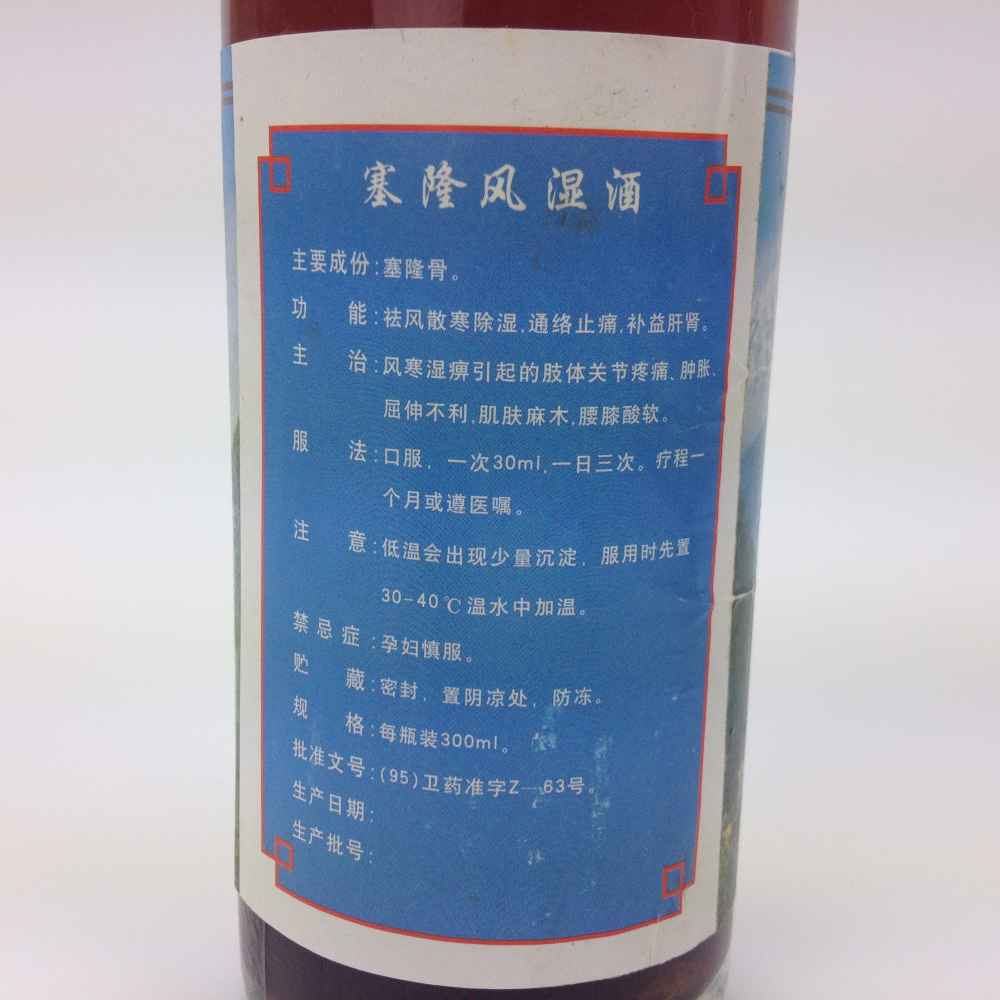 塞隆风湿酒
主要成份:塞隆骨。
功 能:祛风散寒除湿,通络止痛,补益肝肾。
主 治:风寒湿痹引起的肢体关节疼痛、肿胀、
屈伸不利,肌肤麻木,腰膝酸软。
服 法:口服，一次30ml,一日三次。疗程一
个月或遵医嘱。
注 意:低温会出现少量沉淀，服用时先置
30-40℃温水中加温。
禁忌症:孕妇慎服。
贮 藏:密封，置阴凉处，防冻。
规 格:每瓶装300ml。
批准文号:(95)卫药准字Z—63号。
生产日期:
生产批号: